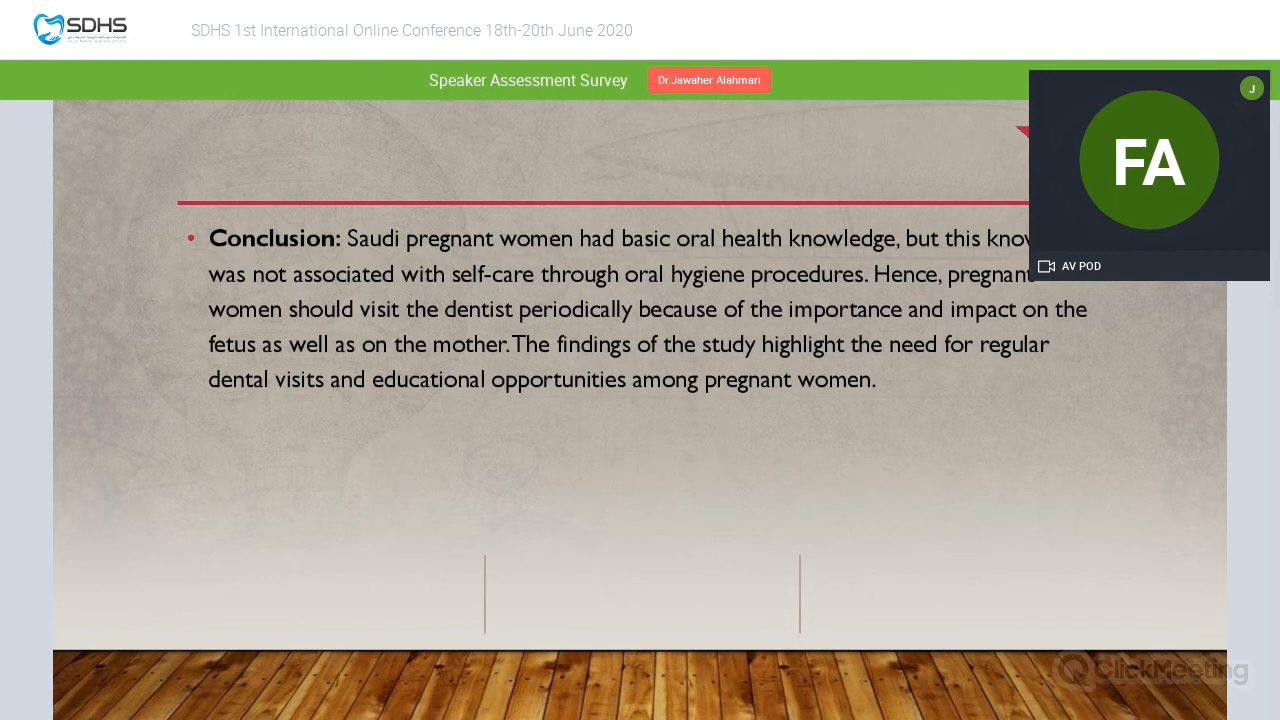 SDHS
SDHS 1st International Online Conference 18th-20th June 2020
Speaker Assessment Survey
Dr.Jawaher Alahmari
J
FA
AV POD
• Conclusion: Saudi pregnant women had basic oral health knowledge, but this know
was not associated with self-care through oral hygiene procedures. Hence, pregnant
women should visit the dentist periodically because of the importance and impact on the
fetus as well as on the mother. The findings of the study highlight the need for regular
dental visits and educational opportunities among pregnant women.
ClickMeeting